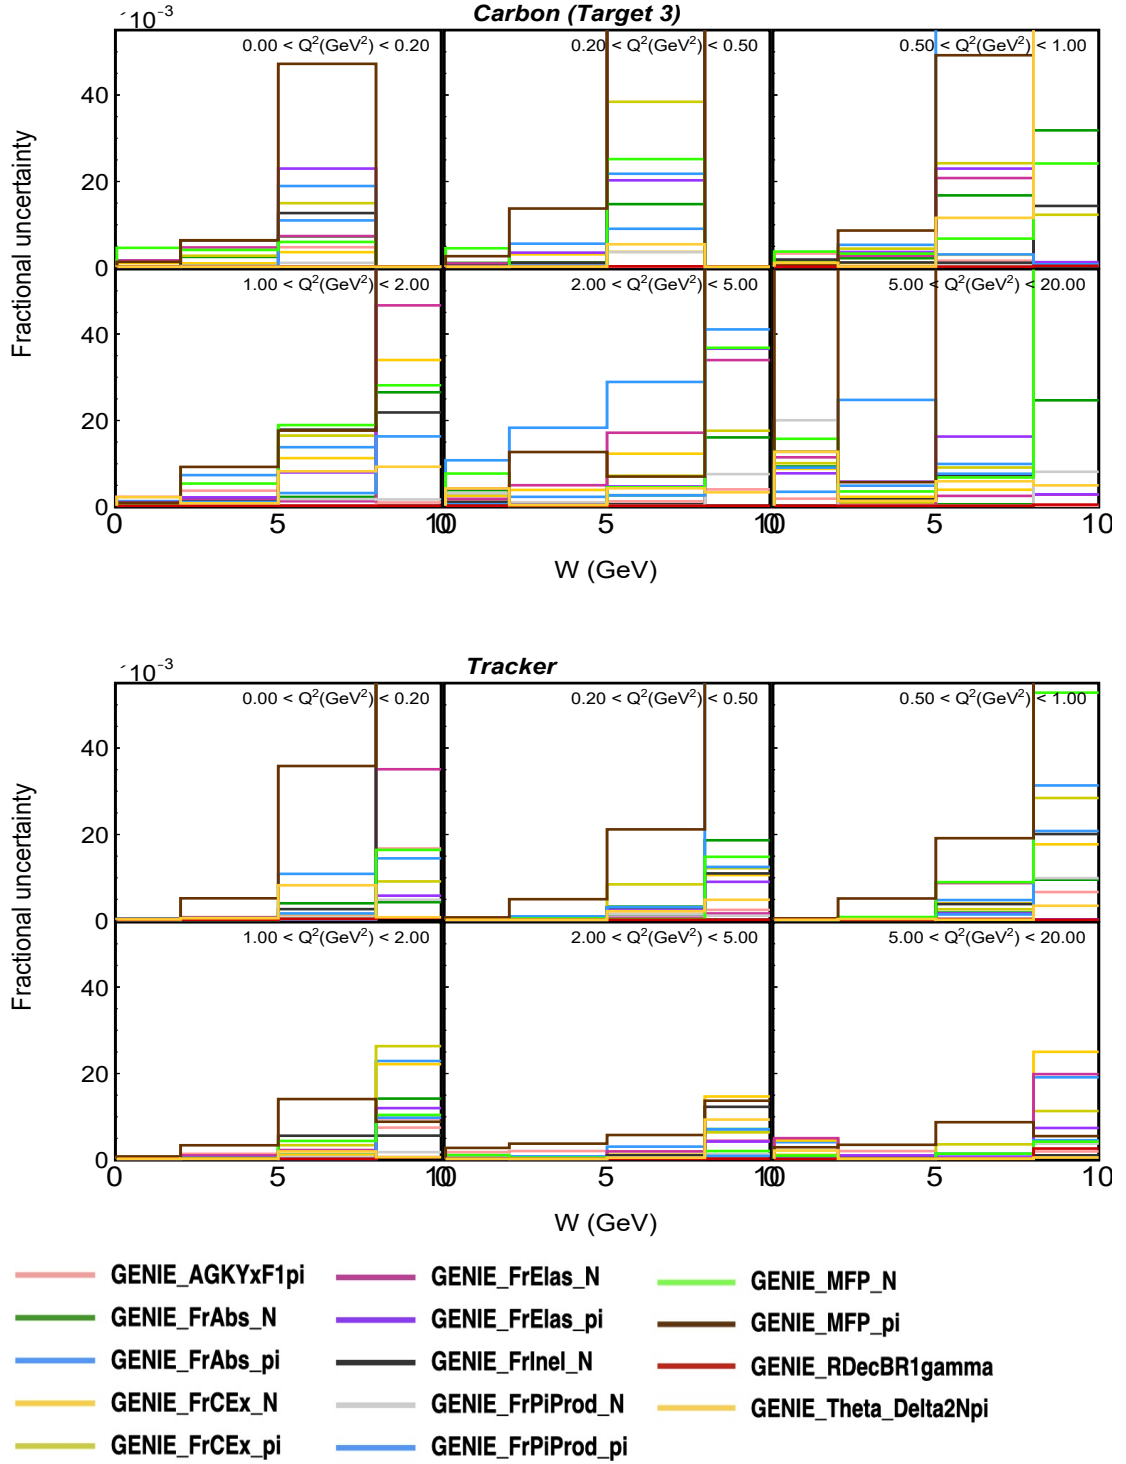 ´10⁻³
Carbon (Target 3)
0.00 < Q²(GeV²) < 0.20
0.20 < Q²(GeV²) < 0.50
0.50 < Q²(GeV²) < 1.00
40
20
0
Fractional uncertainty
1.00 < Q²(GeV²) < 2.00
2.00 < Q²(GeV²) < 5.00
5.00 < Q²(GeV²) < 20.00
40
20
0
0 5 10 0 5 10 0 5 10
W (GeV)
´10⁻³
Tracker
0.00 < Q²(GeV²) < 0.20
0.20 < Q²(GeV²) < 0.50
0.50 < Q²(GeV²) < 1.00
40
20
0
Fractional uncertainty
1.00 < Q²(GeV²) < 2.00
2.00 < Q²(GeV²) < 5.00
5.00 < Q²(GeV²) < 20.00
40
20
0
0 5 10 0 5 10 0 5 10
W (GeV)
GENIE_AGKYxF1pi
GENIE_FrAbs_N
GENIE_FrAbs_pi
GENIE_FrCEx_N
GENIE_FrCEx_pi
GENIE_FrElas_N
GENIE_FrElas_pi
GENIE_FrInel_N
GENIE_FrPiProd_N
GENIE_FrPiProd_pi
GENIE_MFP_N
GENIE_MFP_pi
GENIE_RDecBR1gamma
GENIE_Theta_Delta2Npi